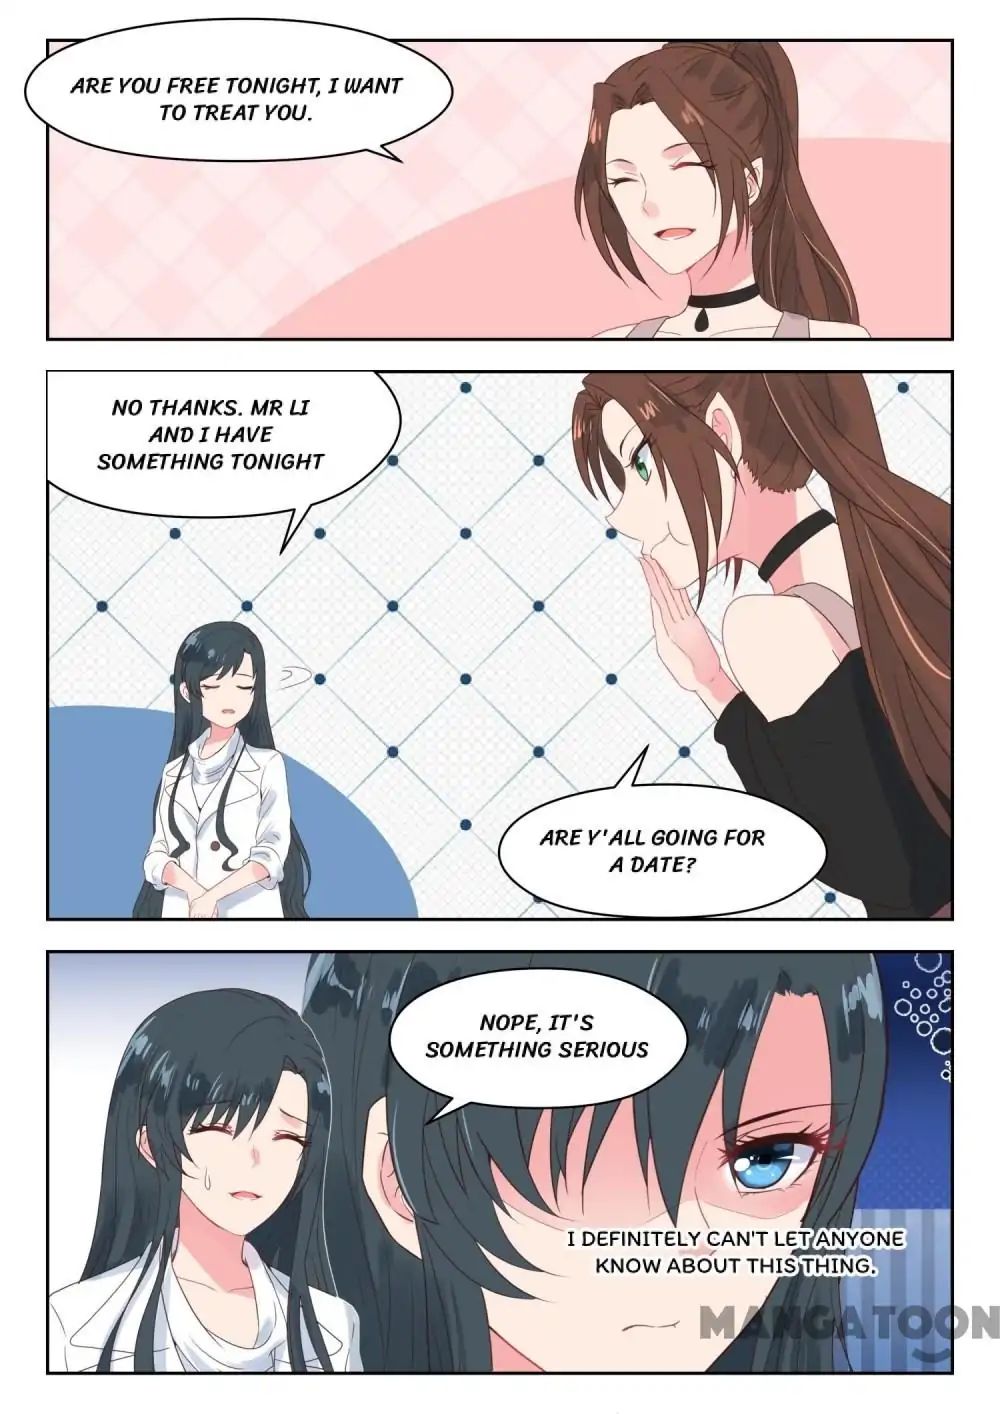 ARE YOU FREE TONIGHT, I WANT
TO TREAT YOU.
NO THANKS. MR LI
AND I HAVE
SOMETHING TONIGHT
ARE Y'ALL GOING FOR
A DATE?
NOPE, IT'S
SOMETHING SERIOUS
I DEFINITELY CAN'T LET ANYONE
KNOW ABOUT THIS THING.
MANGATOON